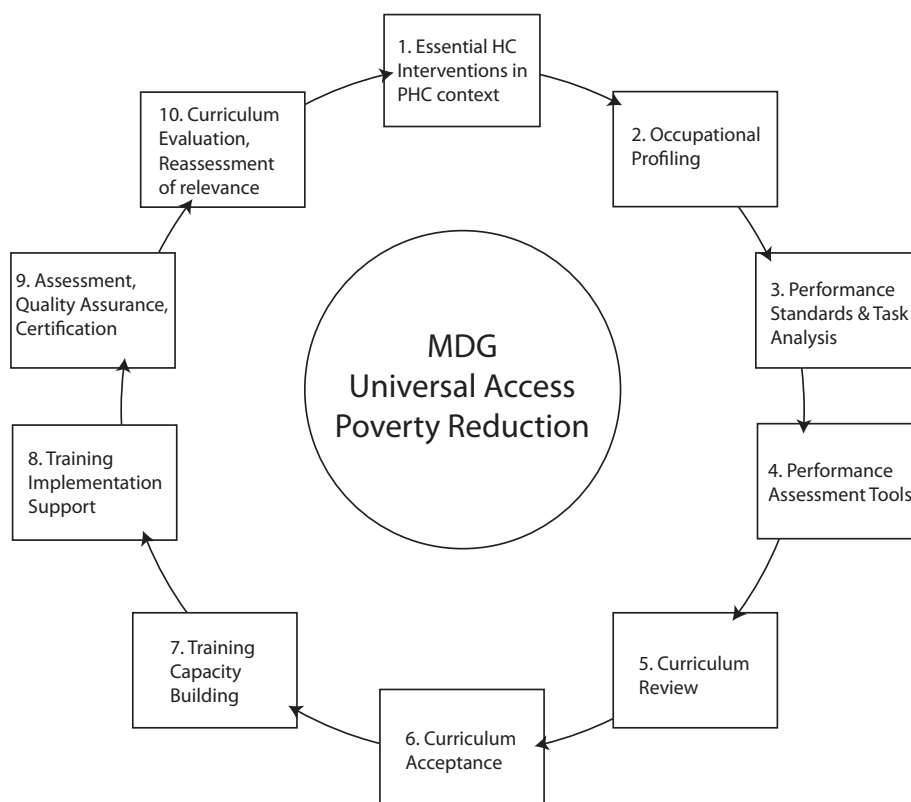 1. Essential HC
Interventions in
PHC context
2. Occupational
Profiling
3. Performance
Standards & Task
Analysis
4. Performance
Assessment Tools
5. Curriculum
Review
6. Curriculum
Acceptance
7. Training
Capacity
Building
8. Training
Implementation
Support
9. Assessment,
Quality Assurance,
Certification
10. Curriculum
Evaluation,
Reassessment
of relevance
MDG
Universal Access
Poverty Reduction